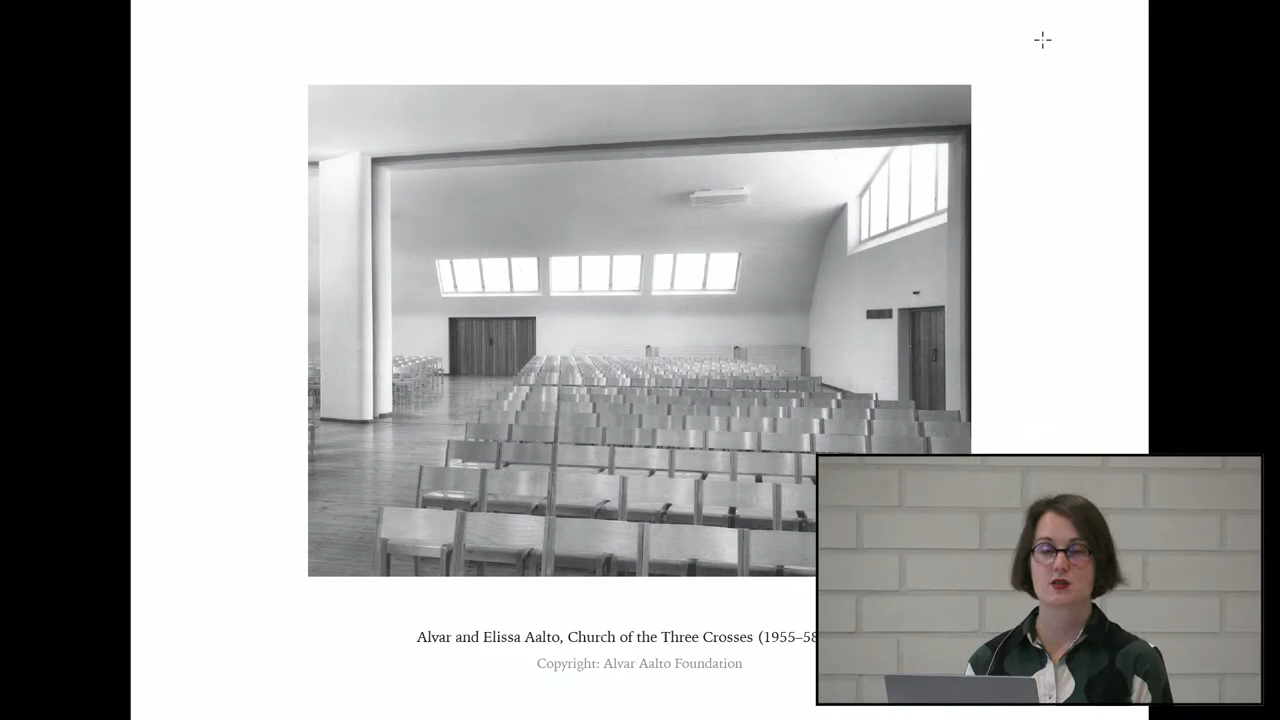 Alvar and Elissa Aalto, Church of the Three Crosses (1955–58
Copyright: Alvar Aalto Foundation